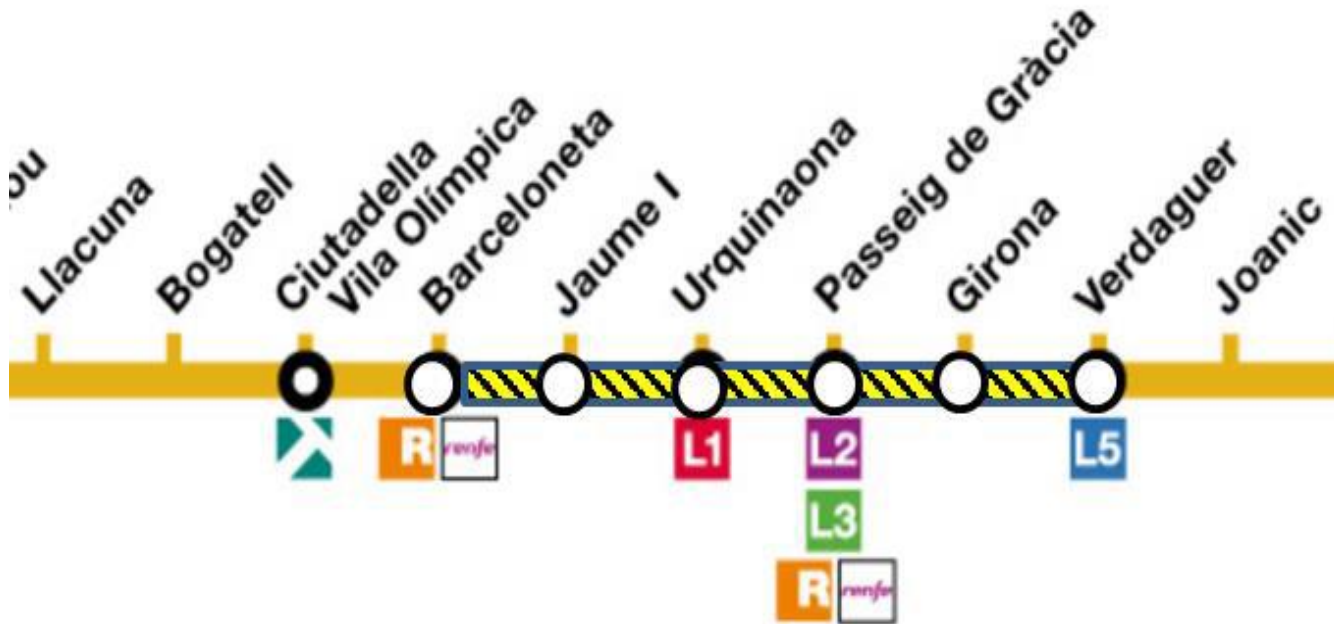 ou
Llacuna
Bogatell
Ciutadella
Vila Olímpica
Barceloneta
Jaume I
Urquinaona
Passeig de Gràcia
Girona
Verdaguer
Joanic
R renfe
L1
L2
L3
R renfe
L5